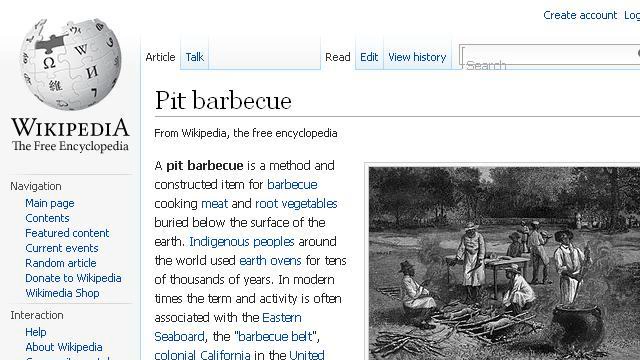 Create account Log
Article Talk Read Edit View history Search
WIKIPEDIA
The Free Encyclopedia
Pit barbecue
From Wikipedia, the free encyclopedia
A pit barbecue is a method and
constructed item for barbecue
cooking meat and root vegetables
buried below the surface of the
earth. Indigenous peoples around
the world used earth ovens for tens
of thousands of years. In modern
times the term and activity is often
associated with the Eastern
Seaboard, the "barbecue belt",
colonial California in the United
Navigation
Main page
Contents
Featured content
Current events
Random article
Donate to Wikipedia
Wikimedia Shop
Interaction
Help
About Wikipedia